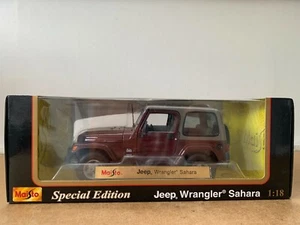 Maisto Jeep, Wrangler® Sahara
Maisto Special Edition Jeep, Wrangler® Sahara 1:18